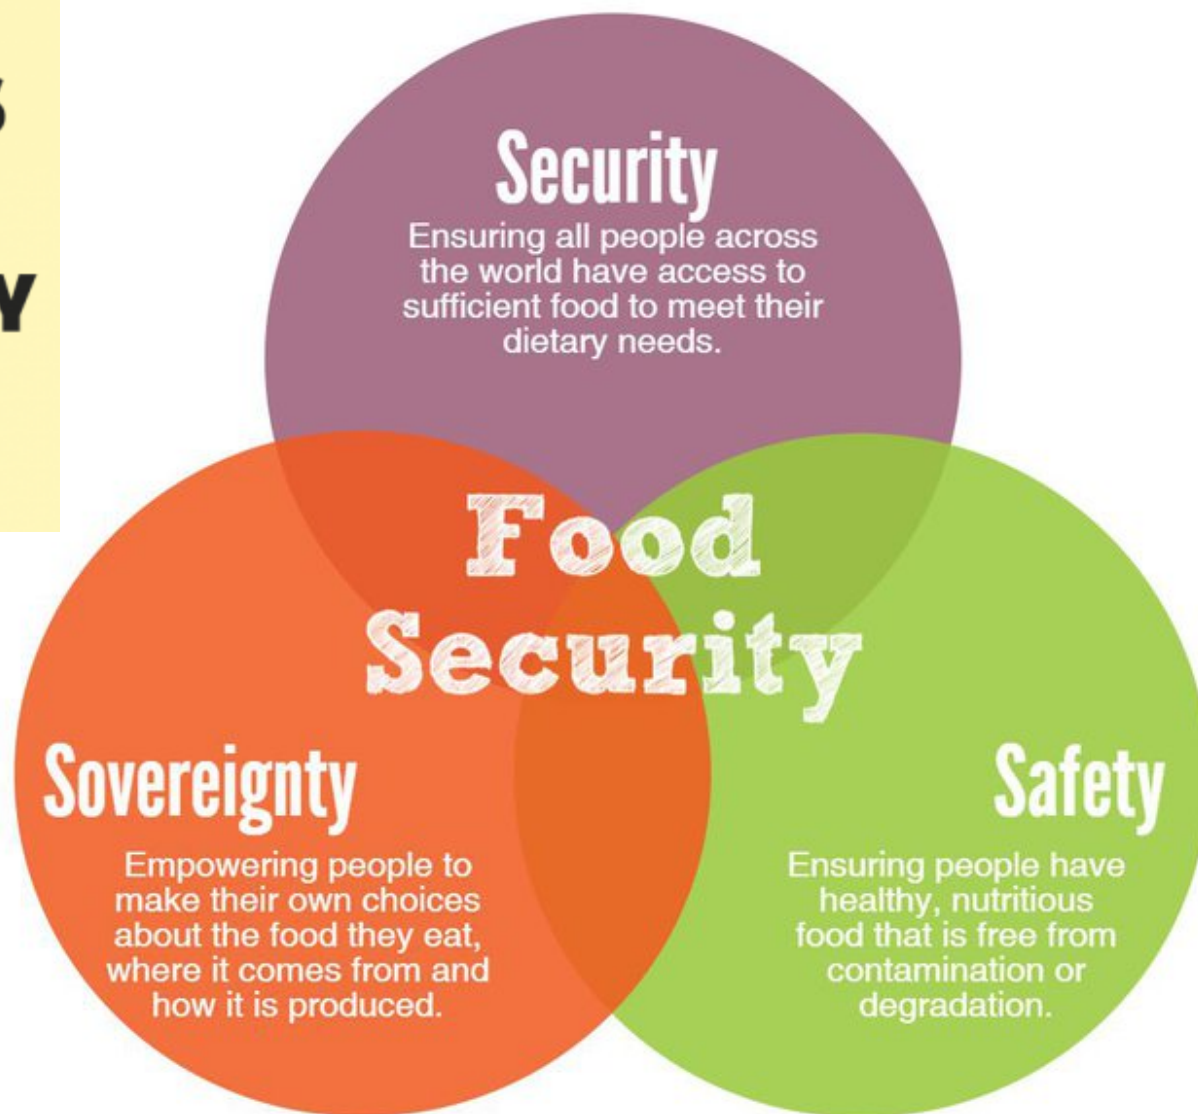 S
Y
Security
Ensuring all people across
the world have access to
sufficient food to meet their
dietary needs.
Food
Security
Sovereignty
Empowering people to
make their own choices
about the food they eat,
where it comes from and
how it is produced.
Safety
Ensuring people have
healthy, nutritious
food that is free from
contamination or
degradation.